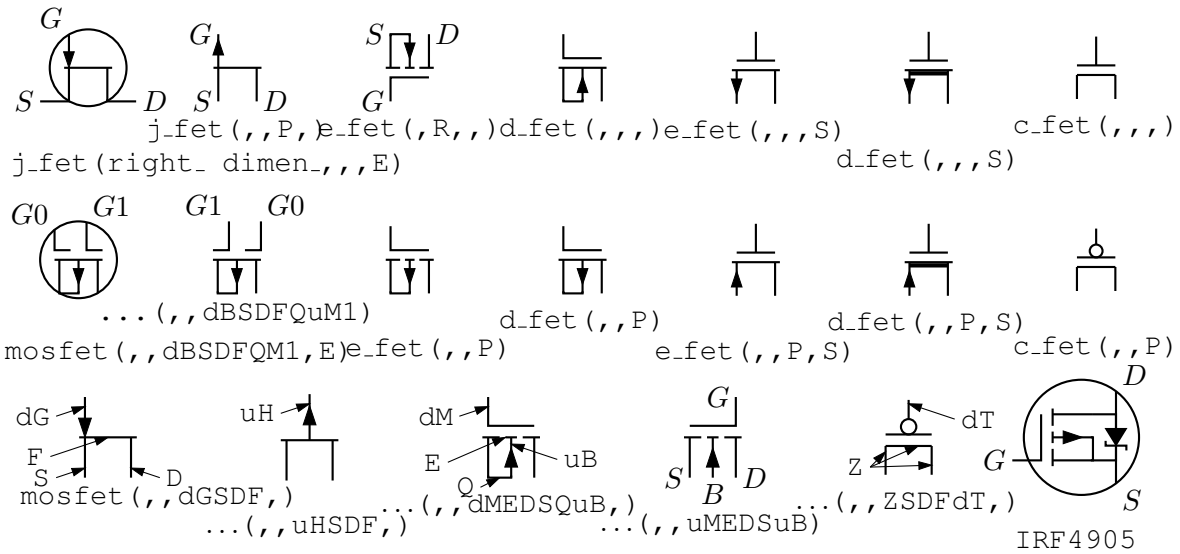 G
S
D
G
S
D
S
D
G
j_fet(,,P,)
e_fet(,R,,)
d_fet(,,,)
e_fet(,,,S)
c_fet(,,,)
j_fet(right_ dimen_,,,E)
d_fet(,,,S)
G0
G1
G1
G0
...(,,dBSDFQuM1)
d_fet(,,P)
d_fet(,,P,S)
mosfet(,,dBSDFQM1,E)
e_fet(,,P)
e_fet(,,P,S)
c_fet(,,P)
dG
F
S
D
mosfet(,,dGSDF,)
uH
...(,,uHSDF,)
dM
E
uB
Q
...(,,dMEDSQuB,)
G
S
B
D
...(,,uMEDSuB)
dT
Z
...(,,ZSDFdT,)
D
G
S
IRF4905